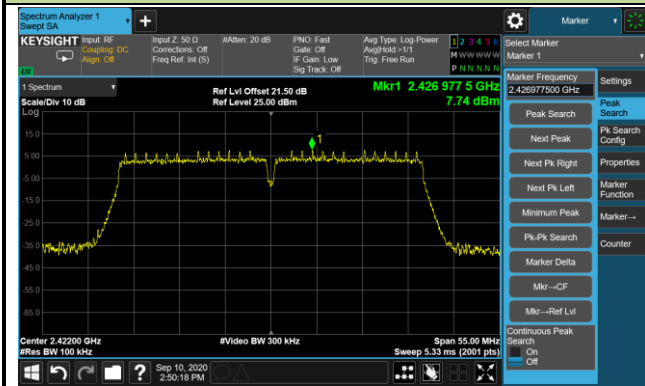 Spectrum Analyzer 1
Swept SA
Marker
KEYSIGHT
Input: RF
Coupling: DC
Align: Off
Input Z: 50 Ω
Corrections: Off
Freq Ref: Int (S)
#Atten: 20 dB
PNO: Fast
Gate: Off
IF Gain: Low
Sig Track: Off
Avg Type: Log-Power
Avg|Hold:>1/1
Trig: Free Run
1 2 3 4 5 6
M W W W W W
P N N N N N
LXI
Select Marker
Marker 1
1 Spectrum
Scale/Div 10 dB
Log
Ref Lvl Offset 21.50 dB
Ref Level 25.00 dBm
Mkr1 2.426 977 5 GHz
7.74 dBm
1
15.0
5.00
-5.00
-15.0
-25.0
-35.0
-45.0
-55.0
-65.0
Center 2.42200 GHz
#Res BW 100 kHz
#Video BW 300 kHz
Span 55.00 MHz
Sweep 5.33 ms (2001 pts)
Marker Frequency
2.426977500 GHz
Peak Search
Next Peak
Next Pk Right
Next Pk Left
Minimum Peak
Pk-Pk Search
Marker Delta
Mkr→CF
Mkr→Ref Lvl
Continuous Peak
Search
On
Off
Settings
Peak
Search
Pk Search
Config
Properties
Marker
Function
Marker→
Counter
Sep 10, 2020
2:50:18 PM